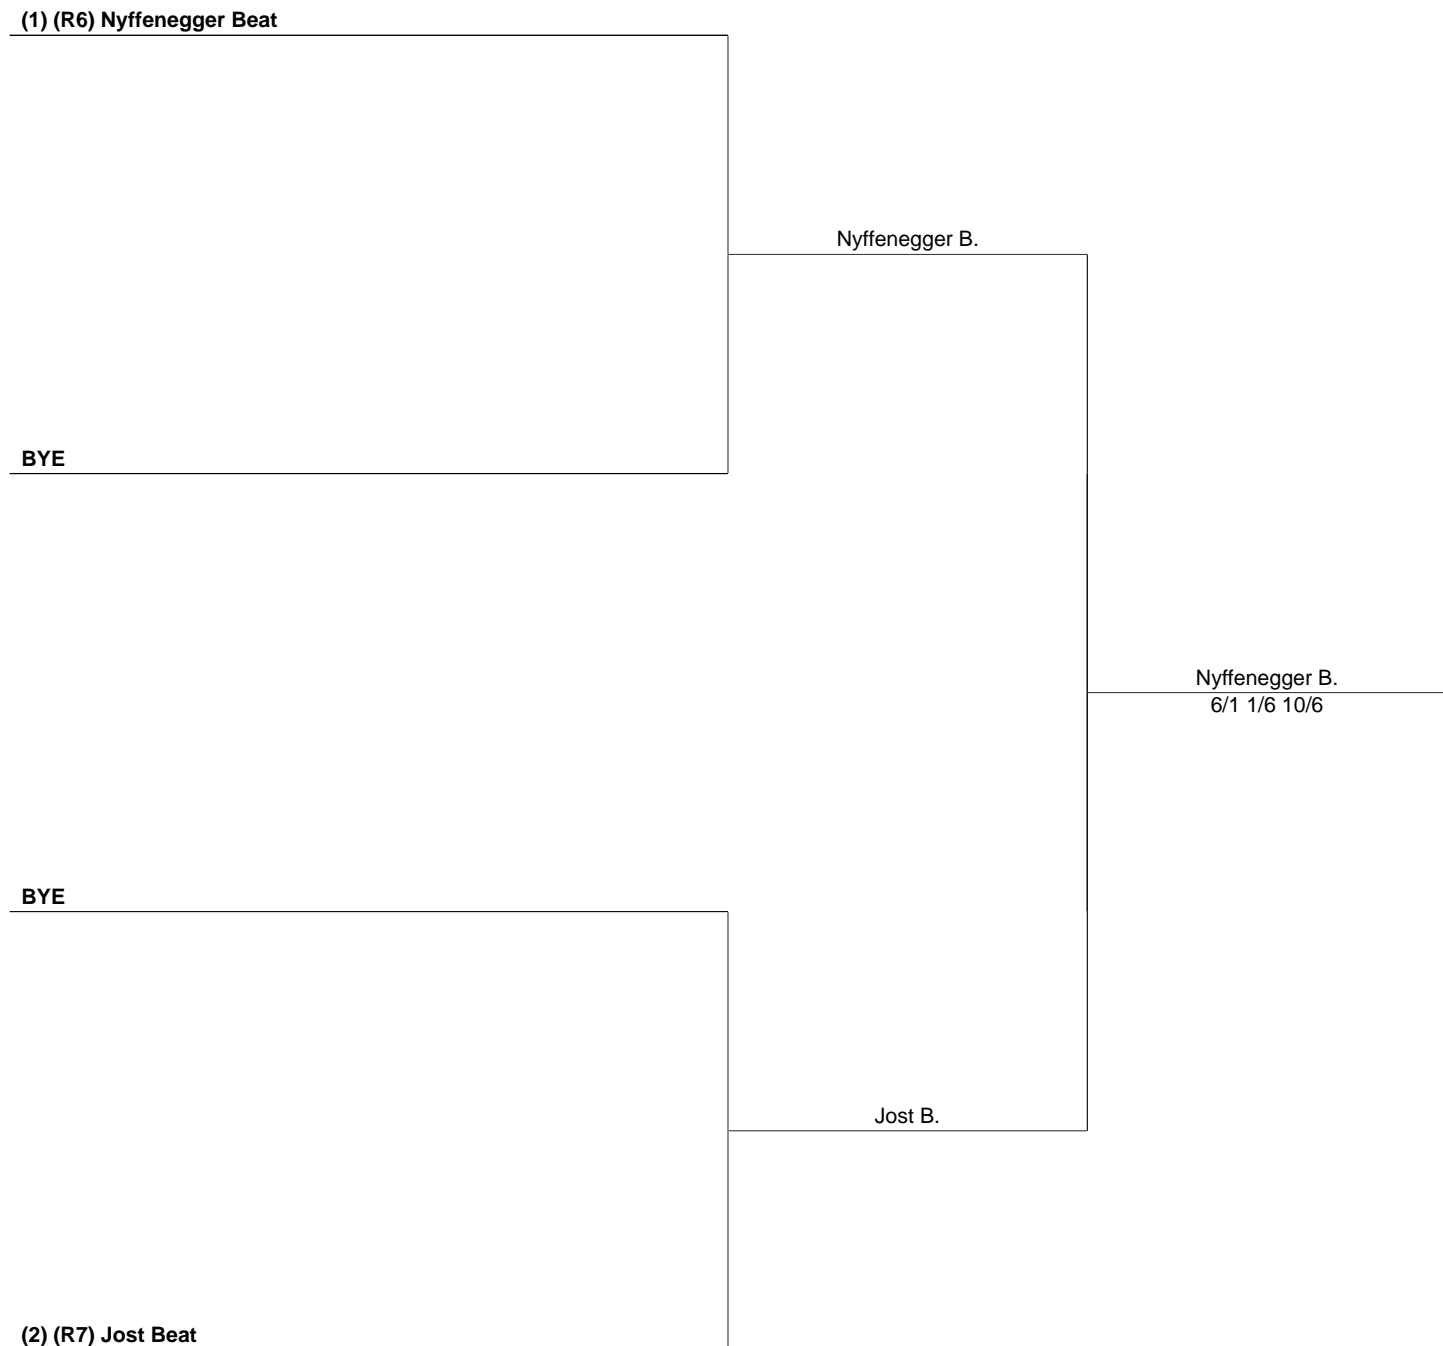 (1) (R6) Nyffenegger Beat
Nyffenegger B.
BYE
Nyffenegger B.
6/1 1/6 10/6
BYE
Jost B.
(2) (R7) Jost Beat